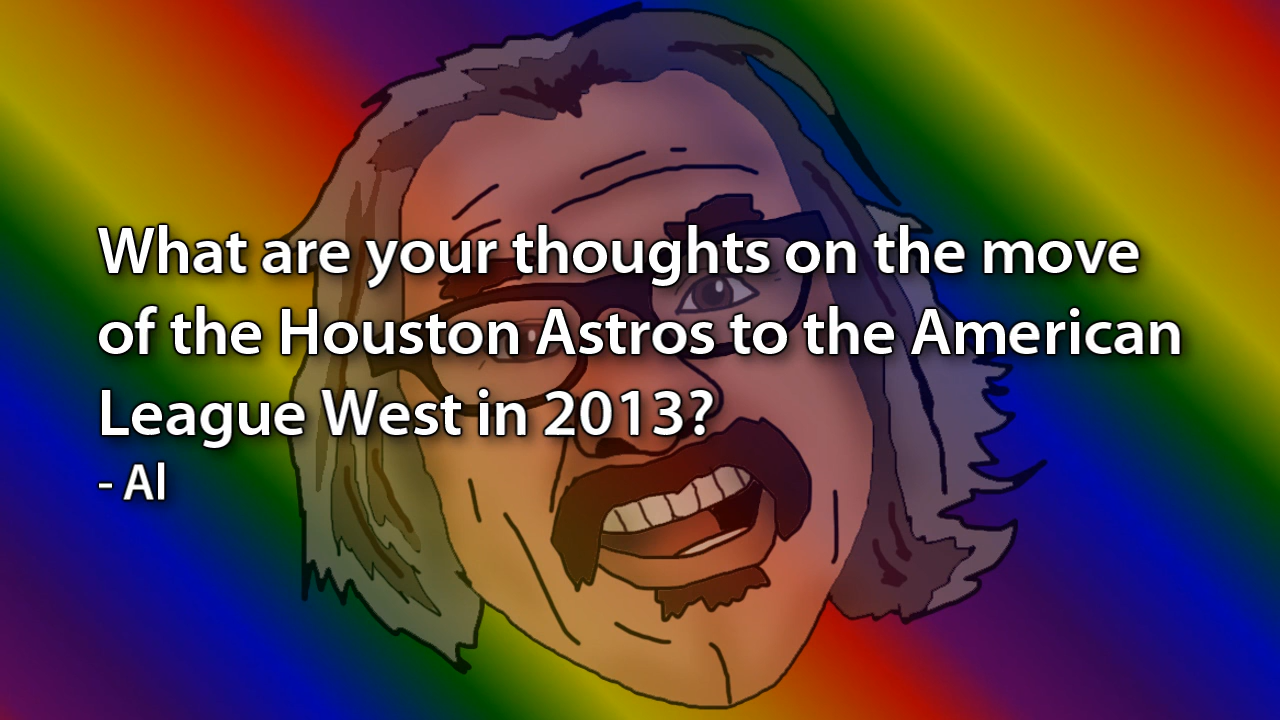 What are your thoughts on the move
of the Houston Astros to the American
League West in 2013?
- Al